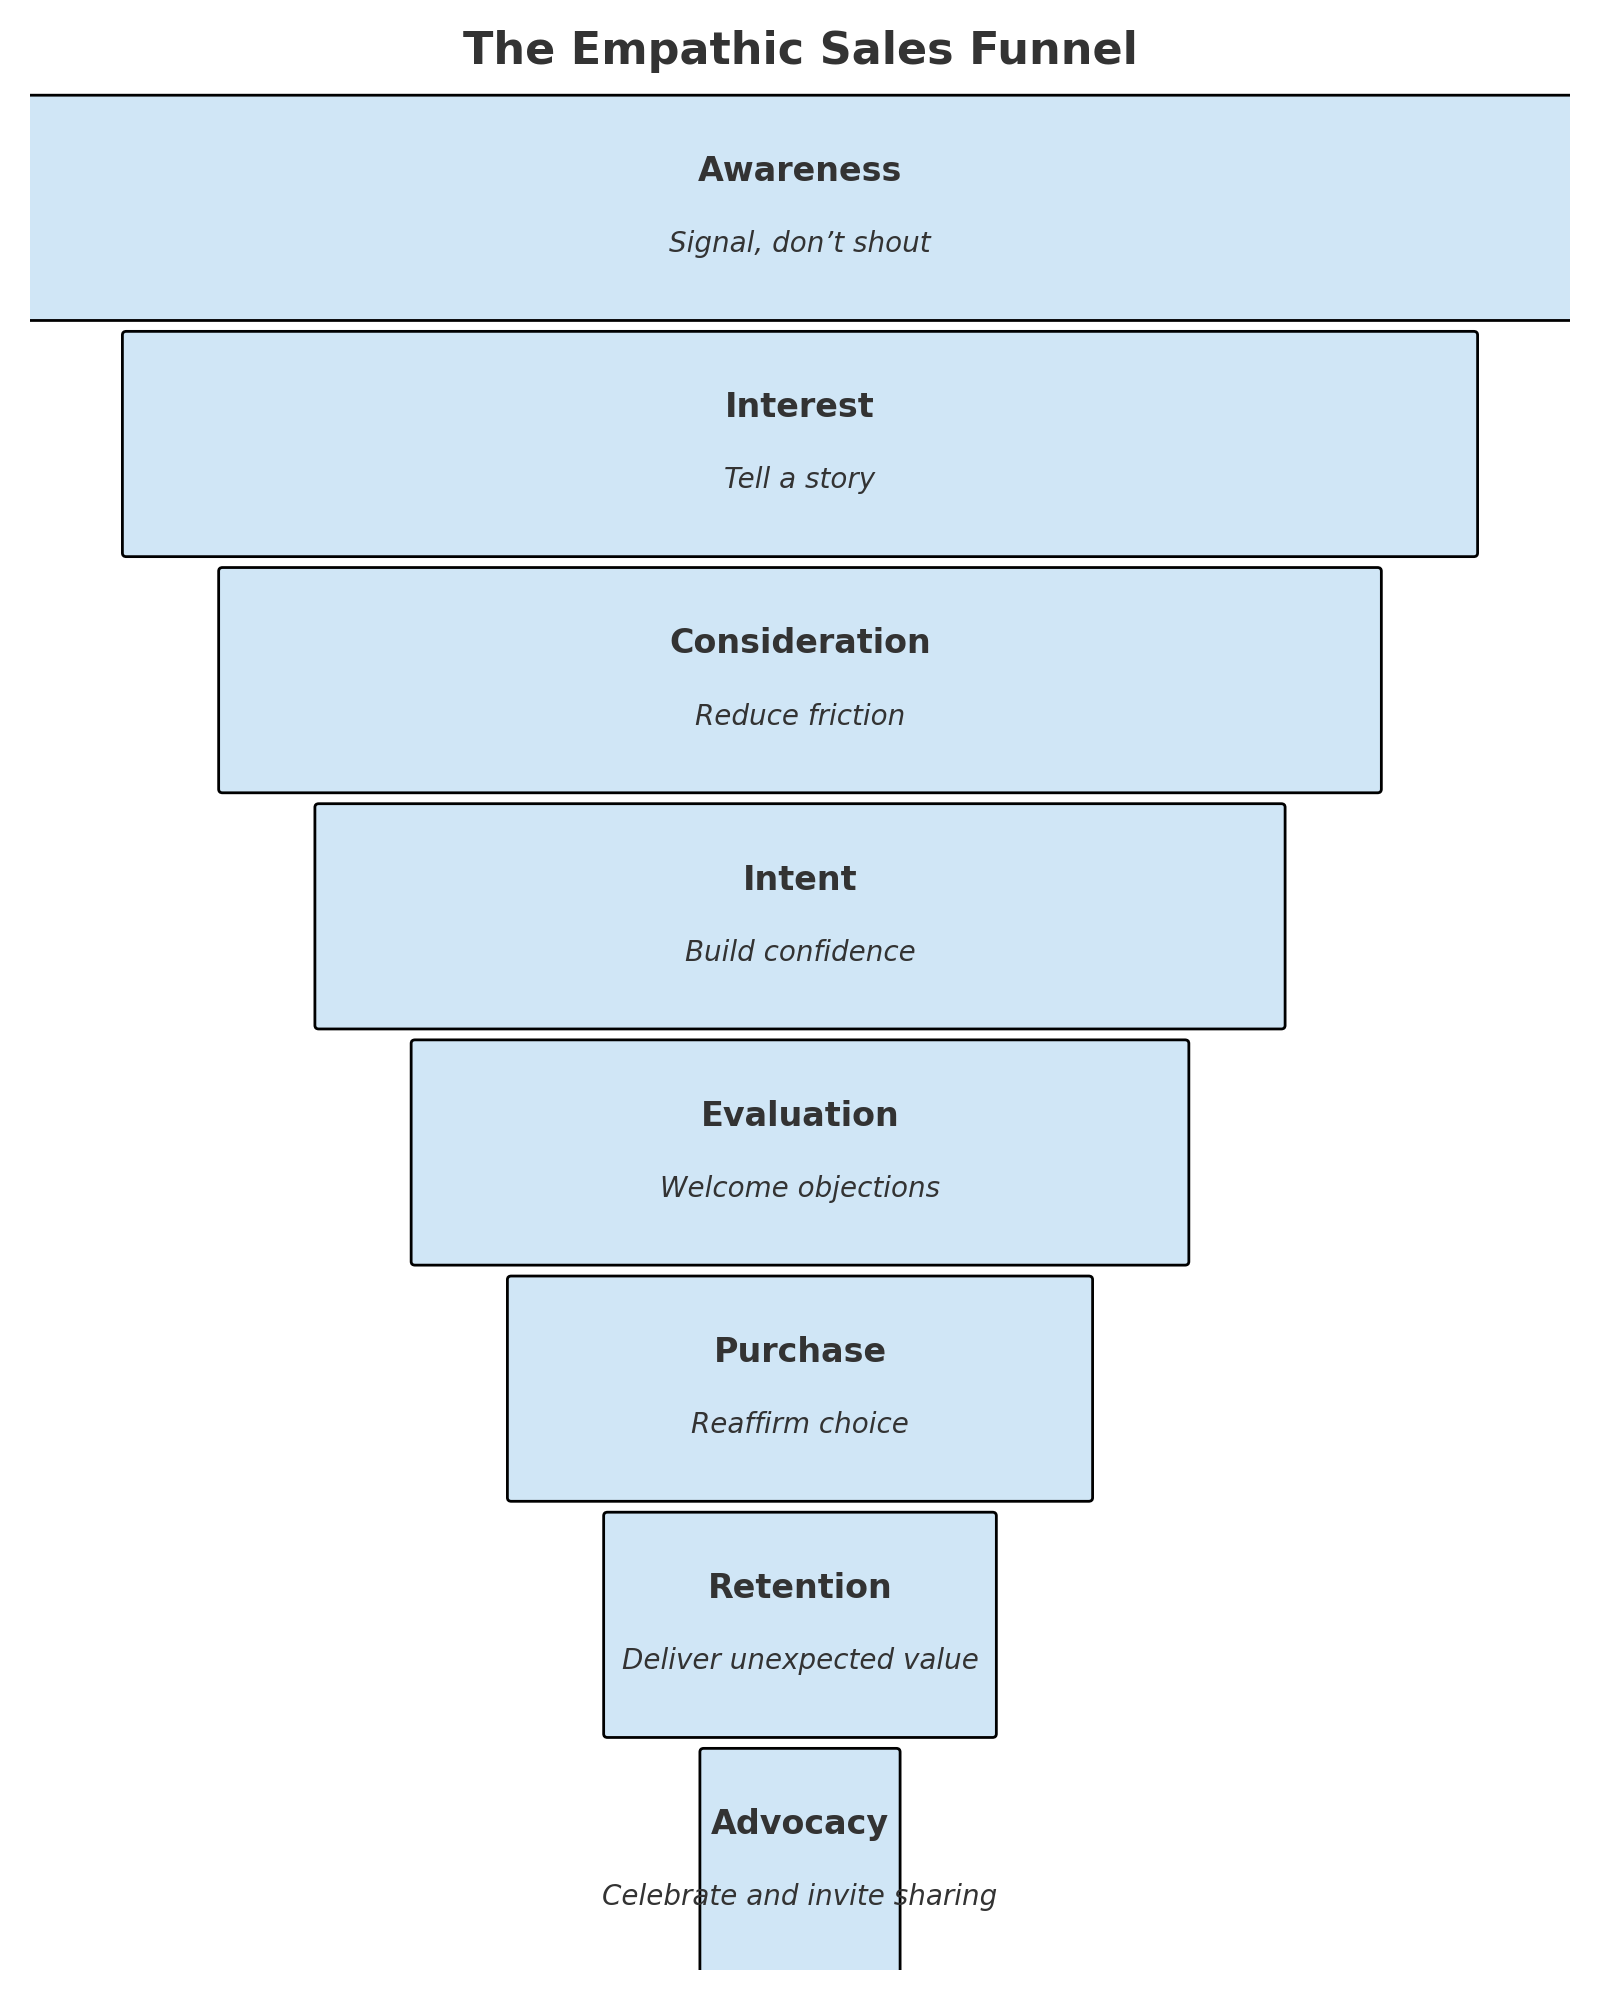 The Empathic Sales Funnel
Awareness
Signal, don’t shout
Interest
Tell a story
Consideration
Reduce friction
Intent
Build confidence
Evaluation
Welcome objections
Purchase
Reaffirm choice
Retention
Deliver unexpected value
Advocacy
Celebrate and invite sharing